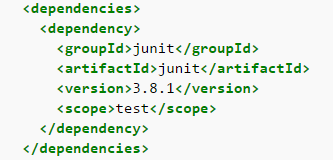 <dependencies>
<dependency>
<groupId>junit</groupId>
<artifactId>junit</artifactId>
<version>3.8.1</version>
<scope>test</scope>
</dependency>
</dependencies>